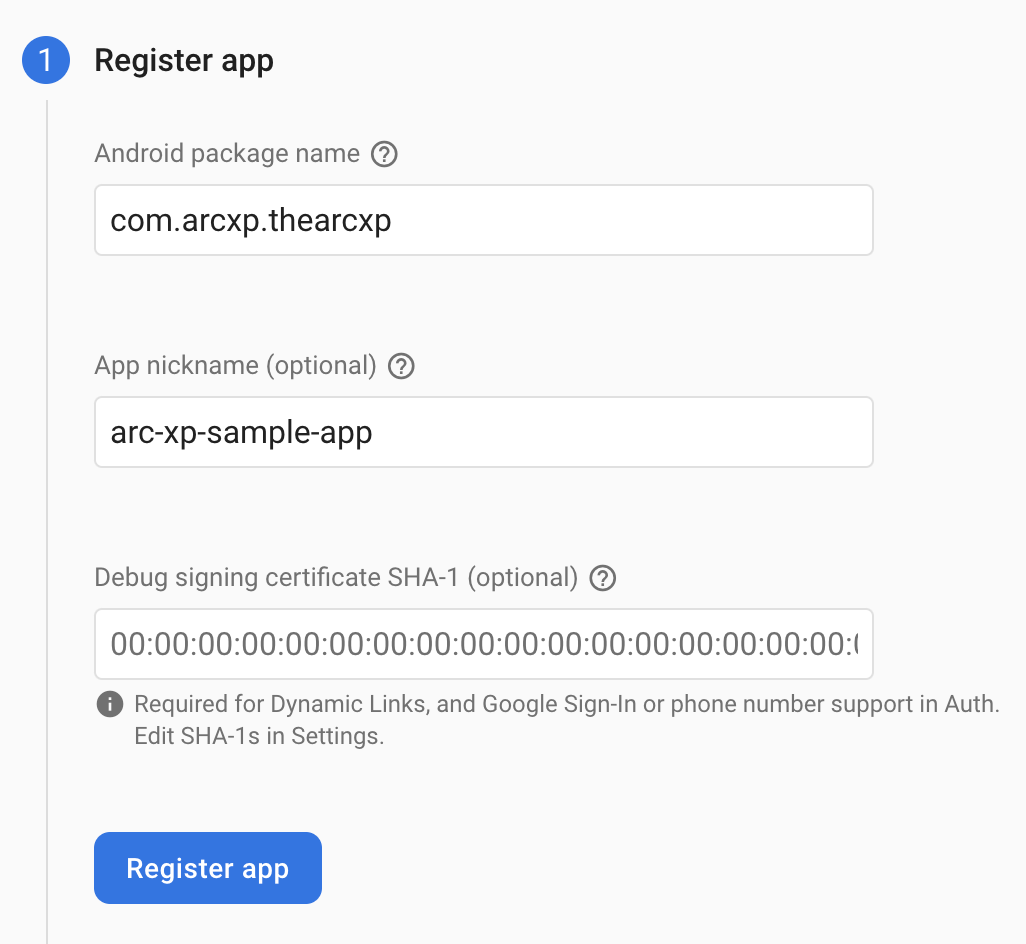 1 Register app
Android package name ?
com.arcxp.thearcxp
App nickname (optional) ?
arc-xp-sample-app
Debug signing certificate SHA-1 (optional) ?
00:00:00:00:00:00:00:00:00:00:00:00:00:00:00:00:00:
Required for Dynamic Links, and Google Sign-In or phone number support in Auth.
Edit SHA-1s in Settings.
Register app